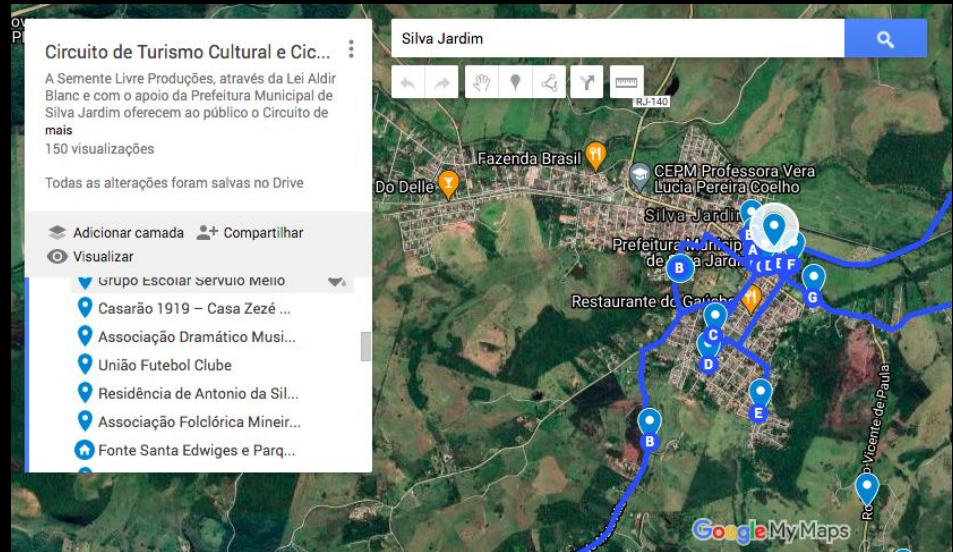 Circuito de Turismo Cultural e Cic...
A Semente Livre Produções, através da Lei Aldir
Blanc e com o apoio da Prefeitura Municipal de
Silva Jardim oferecem ao público o Circuito de
mais
150 visualizações
Todas as alterações foram salvas no Drive
Adicionar camada
Compartilhar
Visualizar
Grupo Escolar Servulo Mello
Casarão 1919 – Casa Zezé ...
Associação Dramático Musi...
União Futebol Clube
Residência de Antonio da Sil...
Associação Folclórica Mineir...
Fonte Santa Edwiges e Parq...
Silva Jardim
RJ-140
Fazenda Brasil
CEPM Professora Vera
Lucia Pereira Coelho
Do Delle
Silva Jardim
Prefeitura Municip
de Silva Jardi
A
B
F
G
Restaurante do Gaúcho
C
D
E
B
Vicente de Paula
Google My Maps